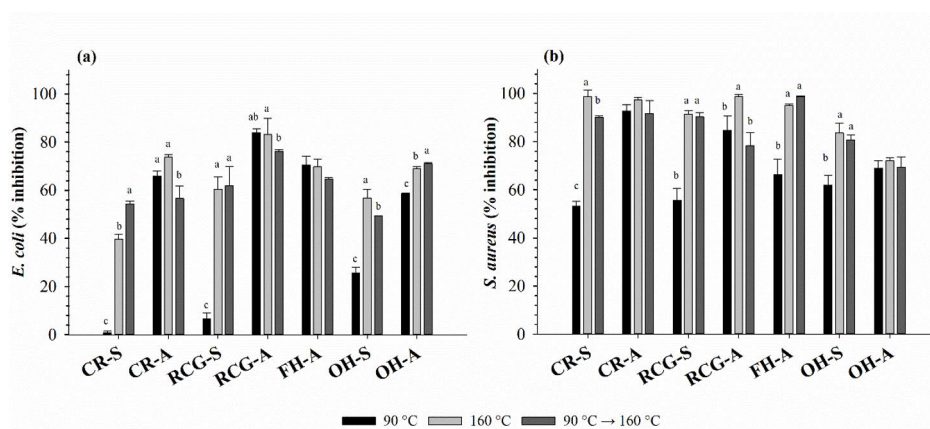 (a)
E. coli (% inhibition)
100
80
60
40
20
0
c b a
a a b
c a a
ab a b
c a b
c b a
CR-S CR-A RCG-S RCG-A FH-A OH-S OH-A
(b)
S. aureus (% inhibition)
100
80
60
40
20
0
c a b
b a a
b a b
b a a
b a a
CR-S CR-A RCG-S RCG-A FH-A OH-S OH-A
90 °C 160 °C 90 °C → 160 °C